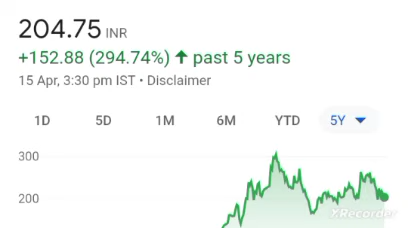 204.75 INR
+152.88 (294.74%) ↑ past 5 years
15 Apr, 3:30 pm IST • Disclaimer
1D 5D 1M 6M YTD 5Y
300
200
XRecorder